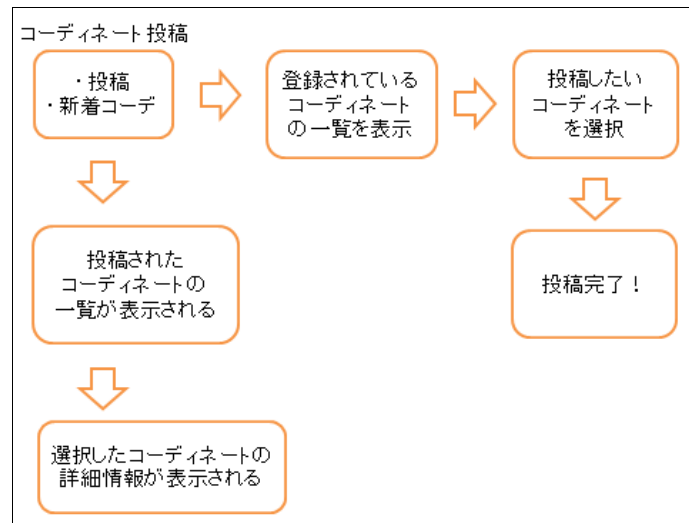 コーディネート投稿
・投稿
・新着コーデ
登録されている
コーディネート
の一覧を表示
投稿したい
コーディネート
を選択
投稿された
コーディネートの
一覧が表示される
投稿完了！
選択したコーディネートの
詳細情報が表示される